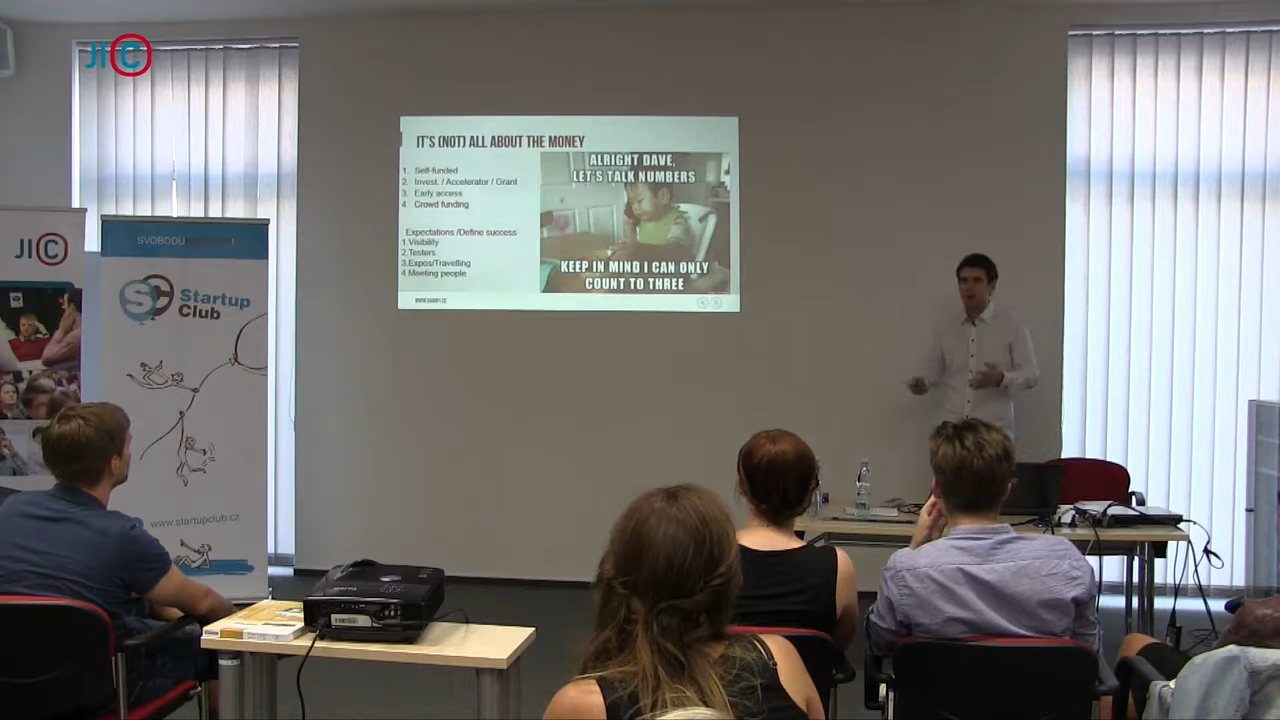 JIC
IT'S (NOT) ALL ABOUT THE MONEY
1. Self-funded
2. Invest. / Accelerator / Grant
3. Early access
4. Crowd funding
Expectations /Define success
1.Visibility
2.Testers
3.Expos/Travelling
4 Meeting people
ALRIGHT DAVE,
LET'S TALK NUMBERS
KEEP IN MIND I CAN ONLY
COUNT TO THREE
JIC
SVOBODU
SC Startup
Club
www.startupclub.cz